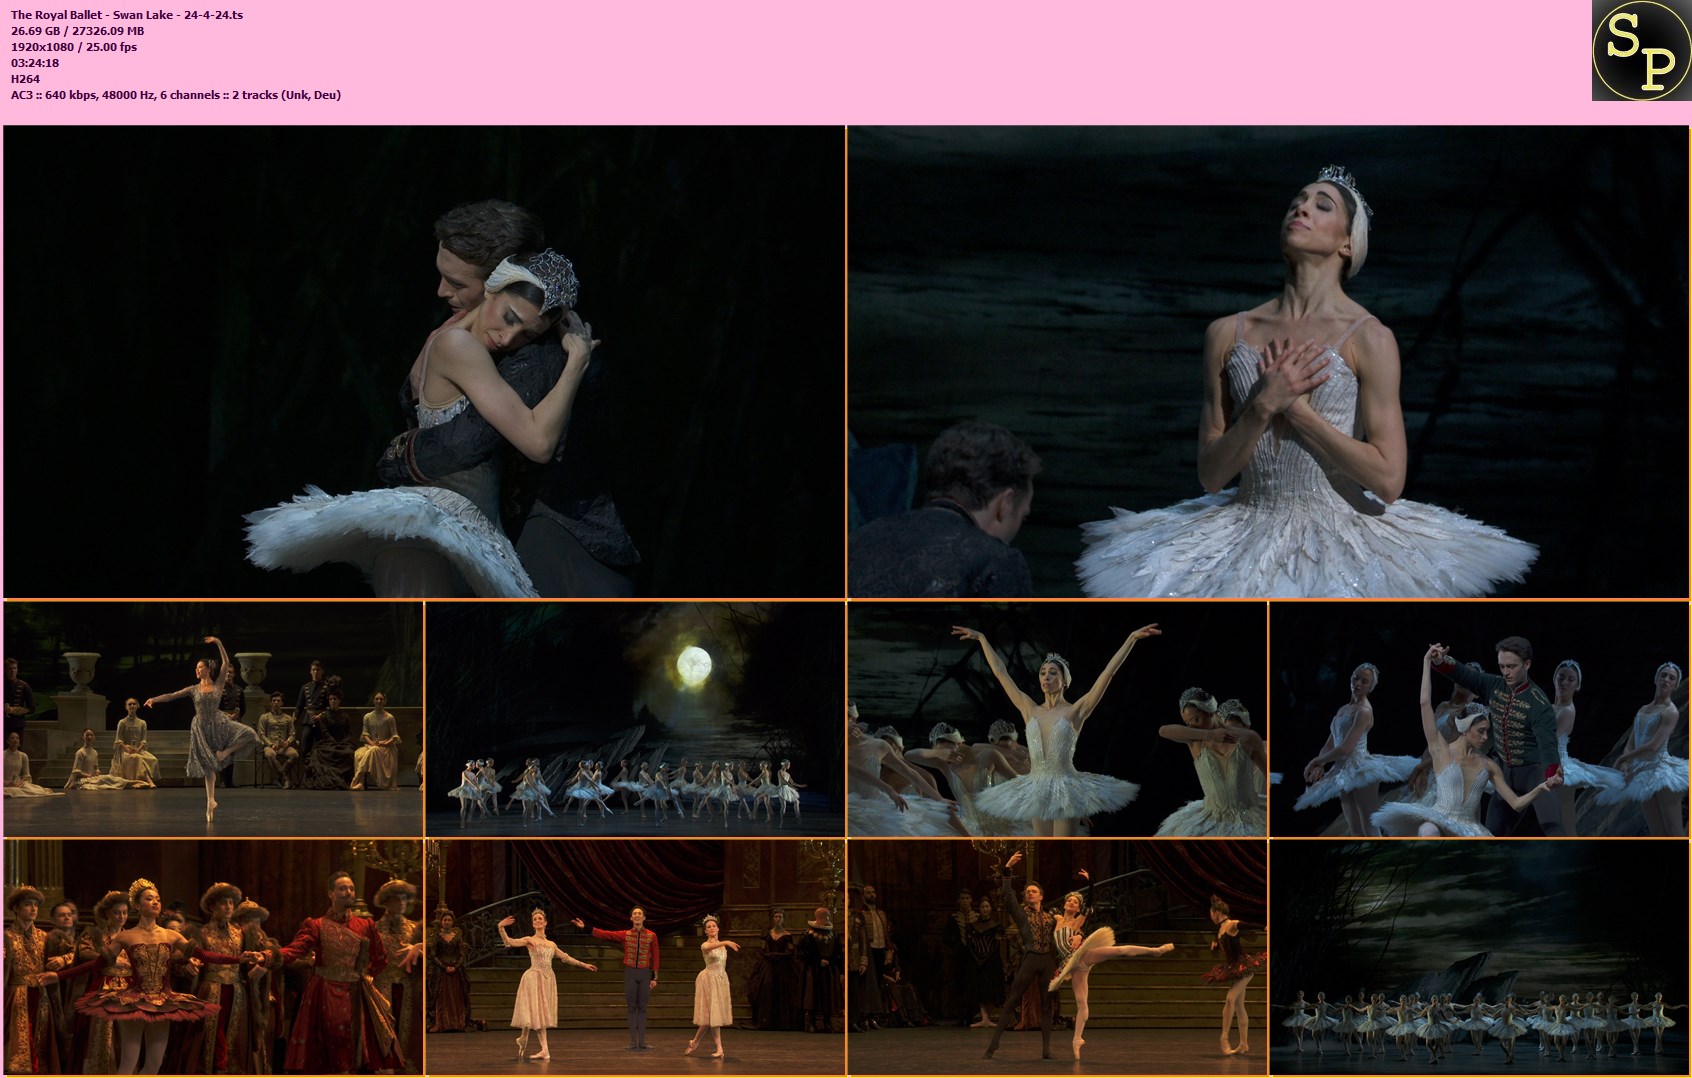 The Royal Ballet - Swan Lake - 24-4-24.ts
26.69 GB / 27326.09 MB
1920x1080 / 25.00 fps
03:24:18
H264
AC3 :: 640 kbps, 48000 Hz, 6 channels :: 2 tracks (Unk, Deu)
SP